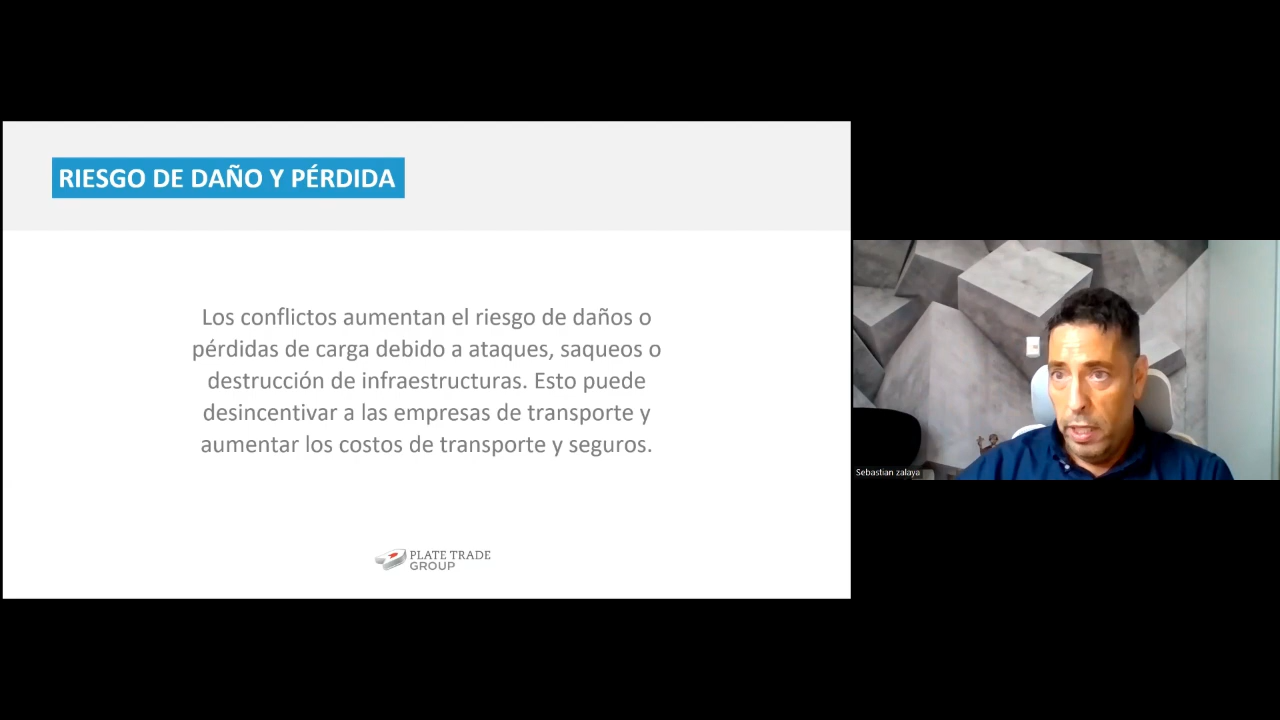 RIESGO DE DAÑO Y PÉRDIDA
Los conflictos aumentan el riesgo de daños o
pérdidas de carga debido a ataques, saqueos o
destrucción de infraestructuras. Esto puede
desincentivar a las empresas de transporte y
aumentar los costos de transporte y seguros.
PLATE TRADE
GROUP
Sebastian zalaya